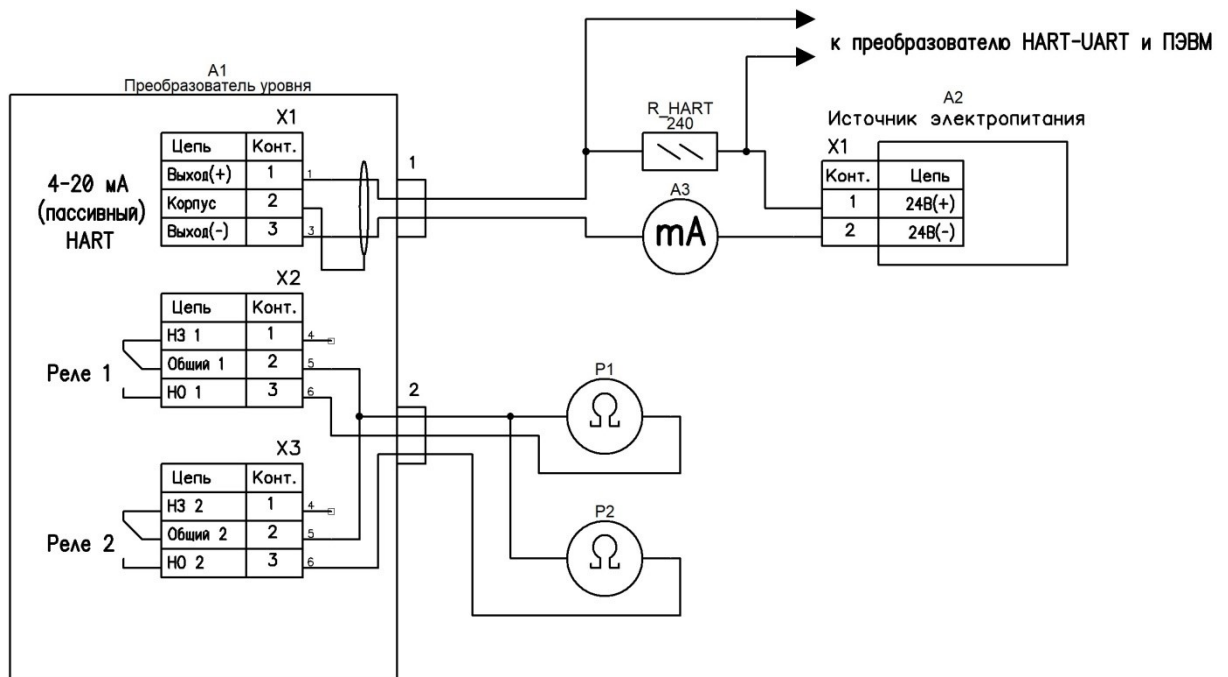 к преобразователю HART-UART и ПЭВМ
A1
Преобразователь уровня
X1
Цепь Конт.
Выход(+) 1 1
Корпус 2
Выход(-) 3 3
4-20 мА
(пассивный)
HART
1
R_HART
240
A3
mA
A2
Источник электропитания
X1
Конт. Цепь
1 24В(+)
2 24В(-)
X2
Цепь Конт.
НЗ 1 1 4
Общий 1 2 5
НО 1 3 6
Реле 1
2
P1
Ω
X3
Цепь Конт.
НЗ 2 1 4
Общий 2 2 5
НО 2 3 6
Реле 2
P2
Ω